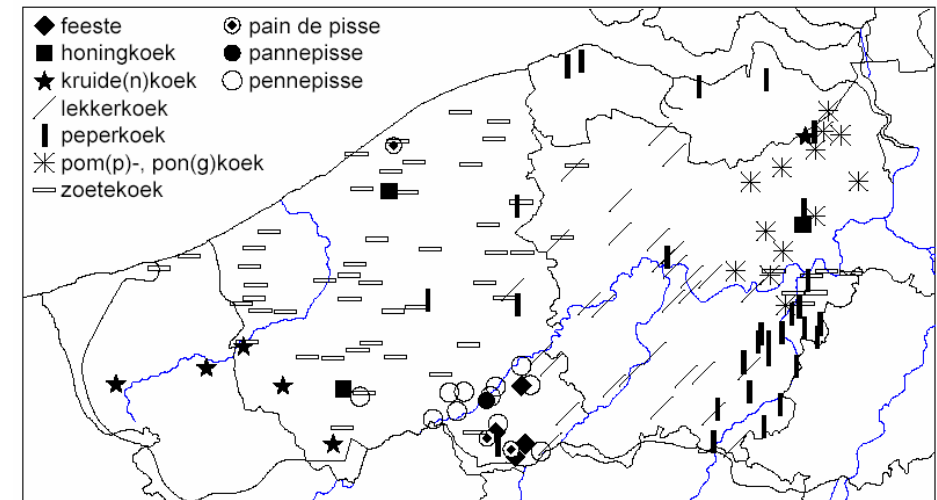 feeste
honingkoek
kruide(n)koek
lekkerkoek
peperkoek
pom(p)-, pon(g)koek
zoetekoek
pain de pisse
pannepisse
pennepisse